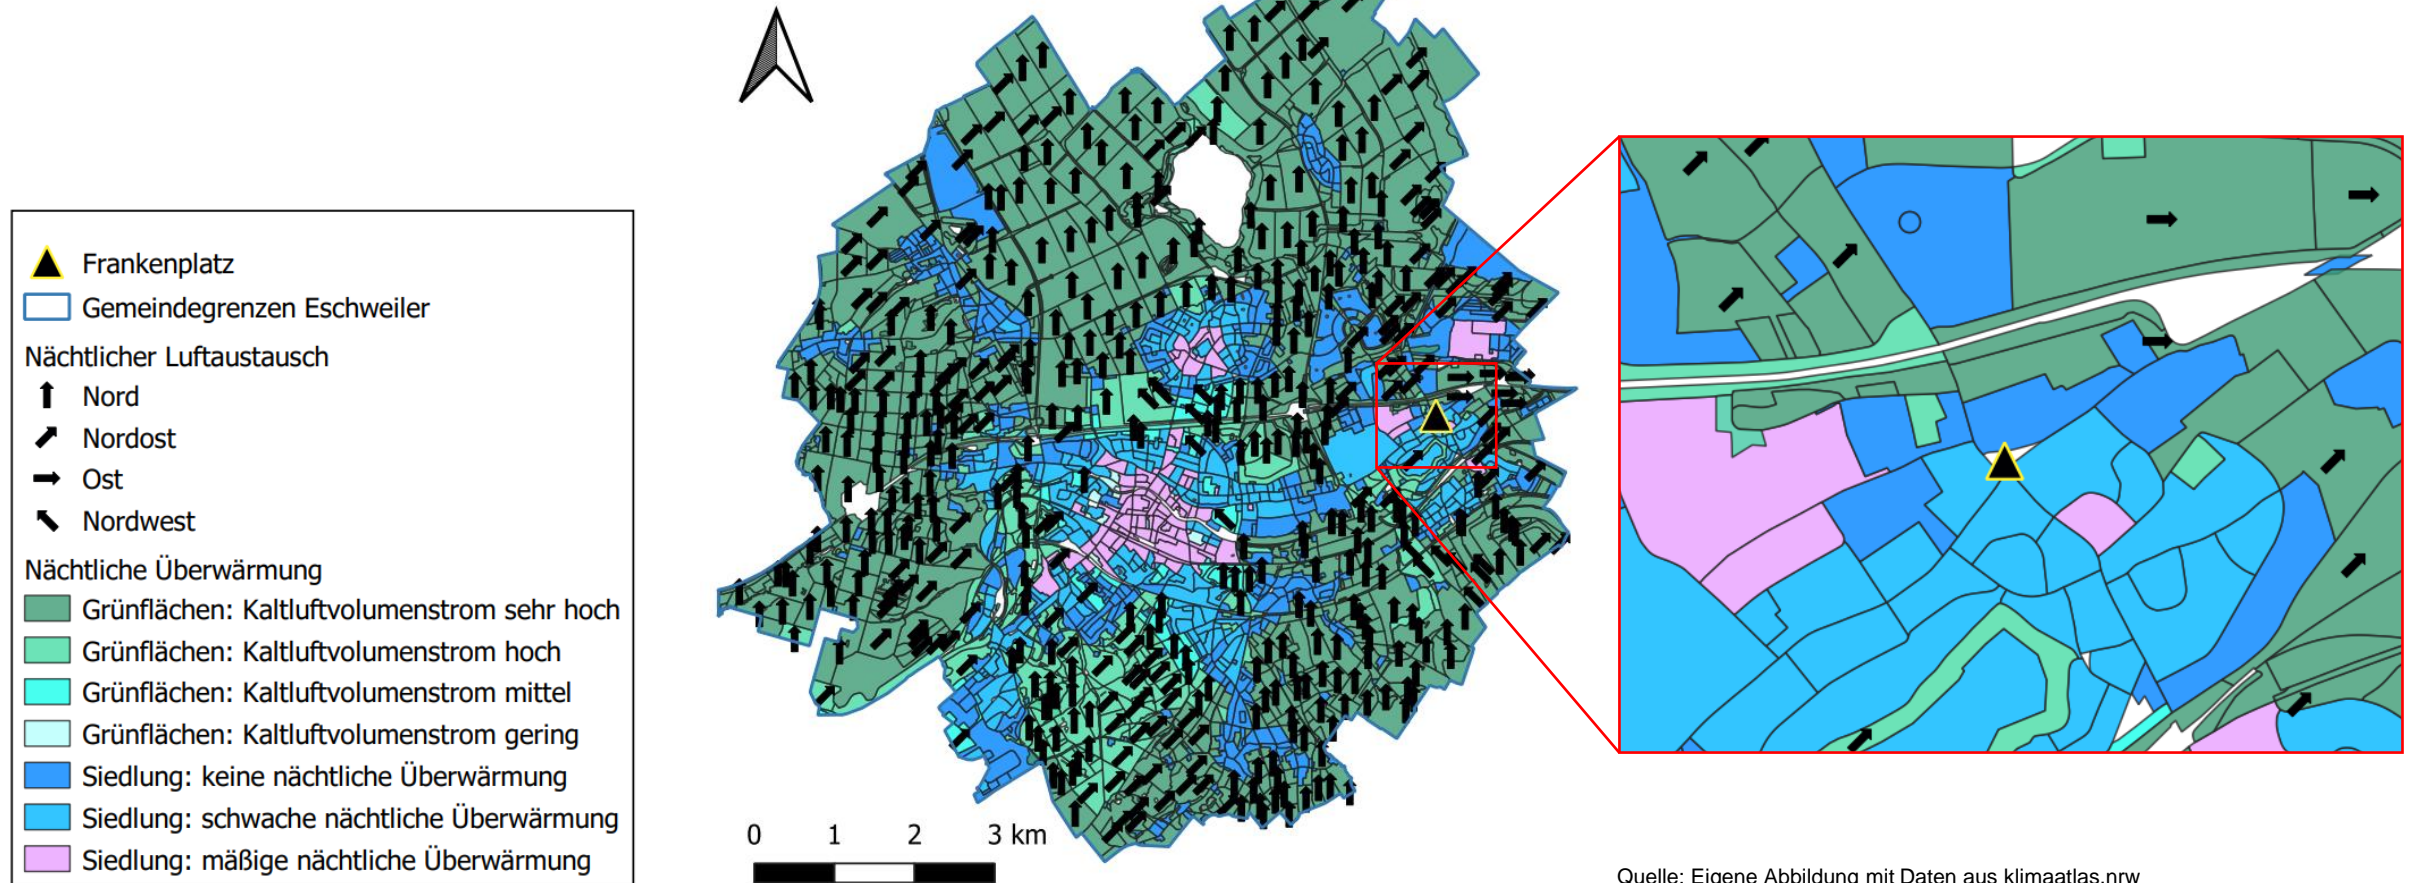 Frankenplatz
Gemeindegrenzen Eschweiler
Nächtlicher Luftaustausch
Nord
Nordost
Ost
Nordwest
Nächtliche Überwärmung
Grünflächen: Kaltluftvolumenstrom sehr hoch
Grünflächen: Kaltluftvolumenstrom hoch
Grünflächen: Kaltluftvolumenstrom mittel
Grünflächen: Kaltluftvolumenstrom gering
Siedlung: keine nächtliche Überwärmung
Siedlung: schwache nächtliche Überwärmung
Siedlung: mäßige nächtliche Überwärmung
0 1 2 3 km
Quelle: Eigene Abbildung mit Daten aus klimaatlas.nrw